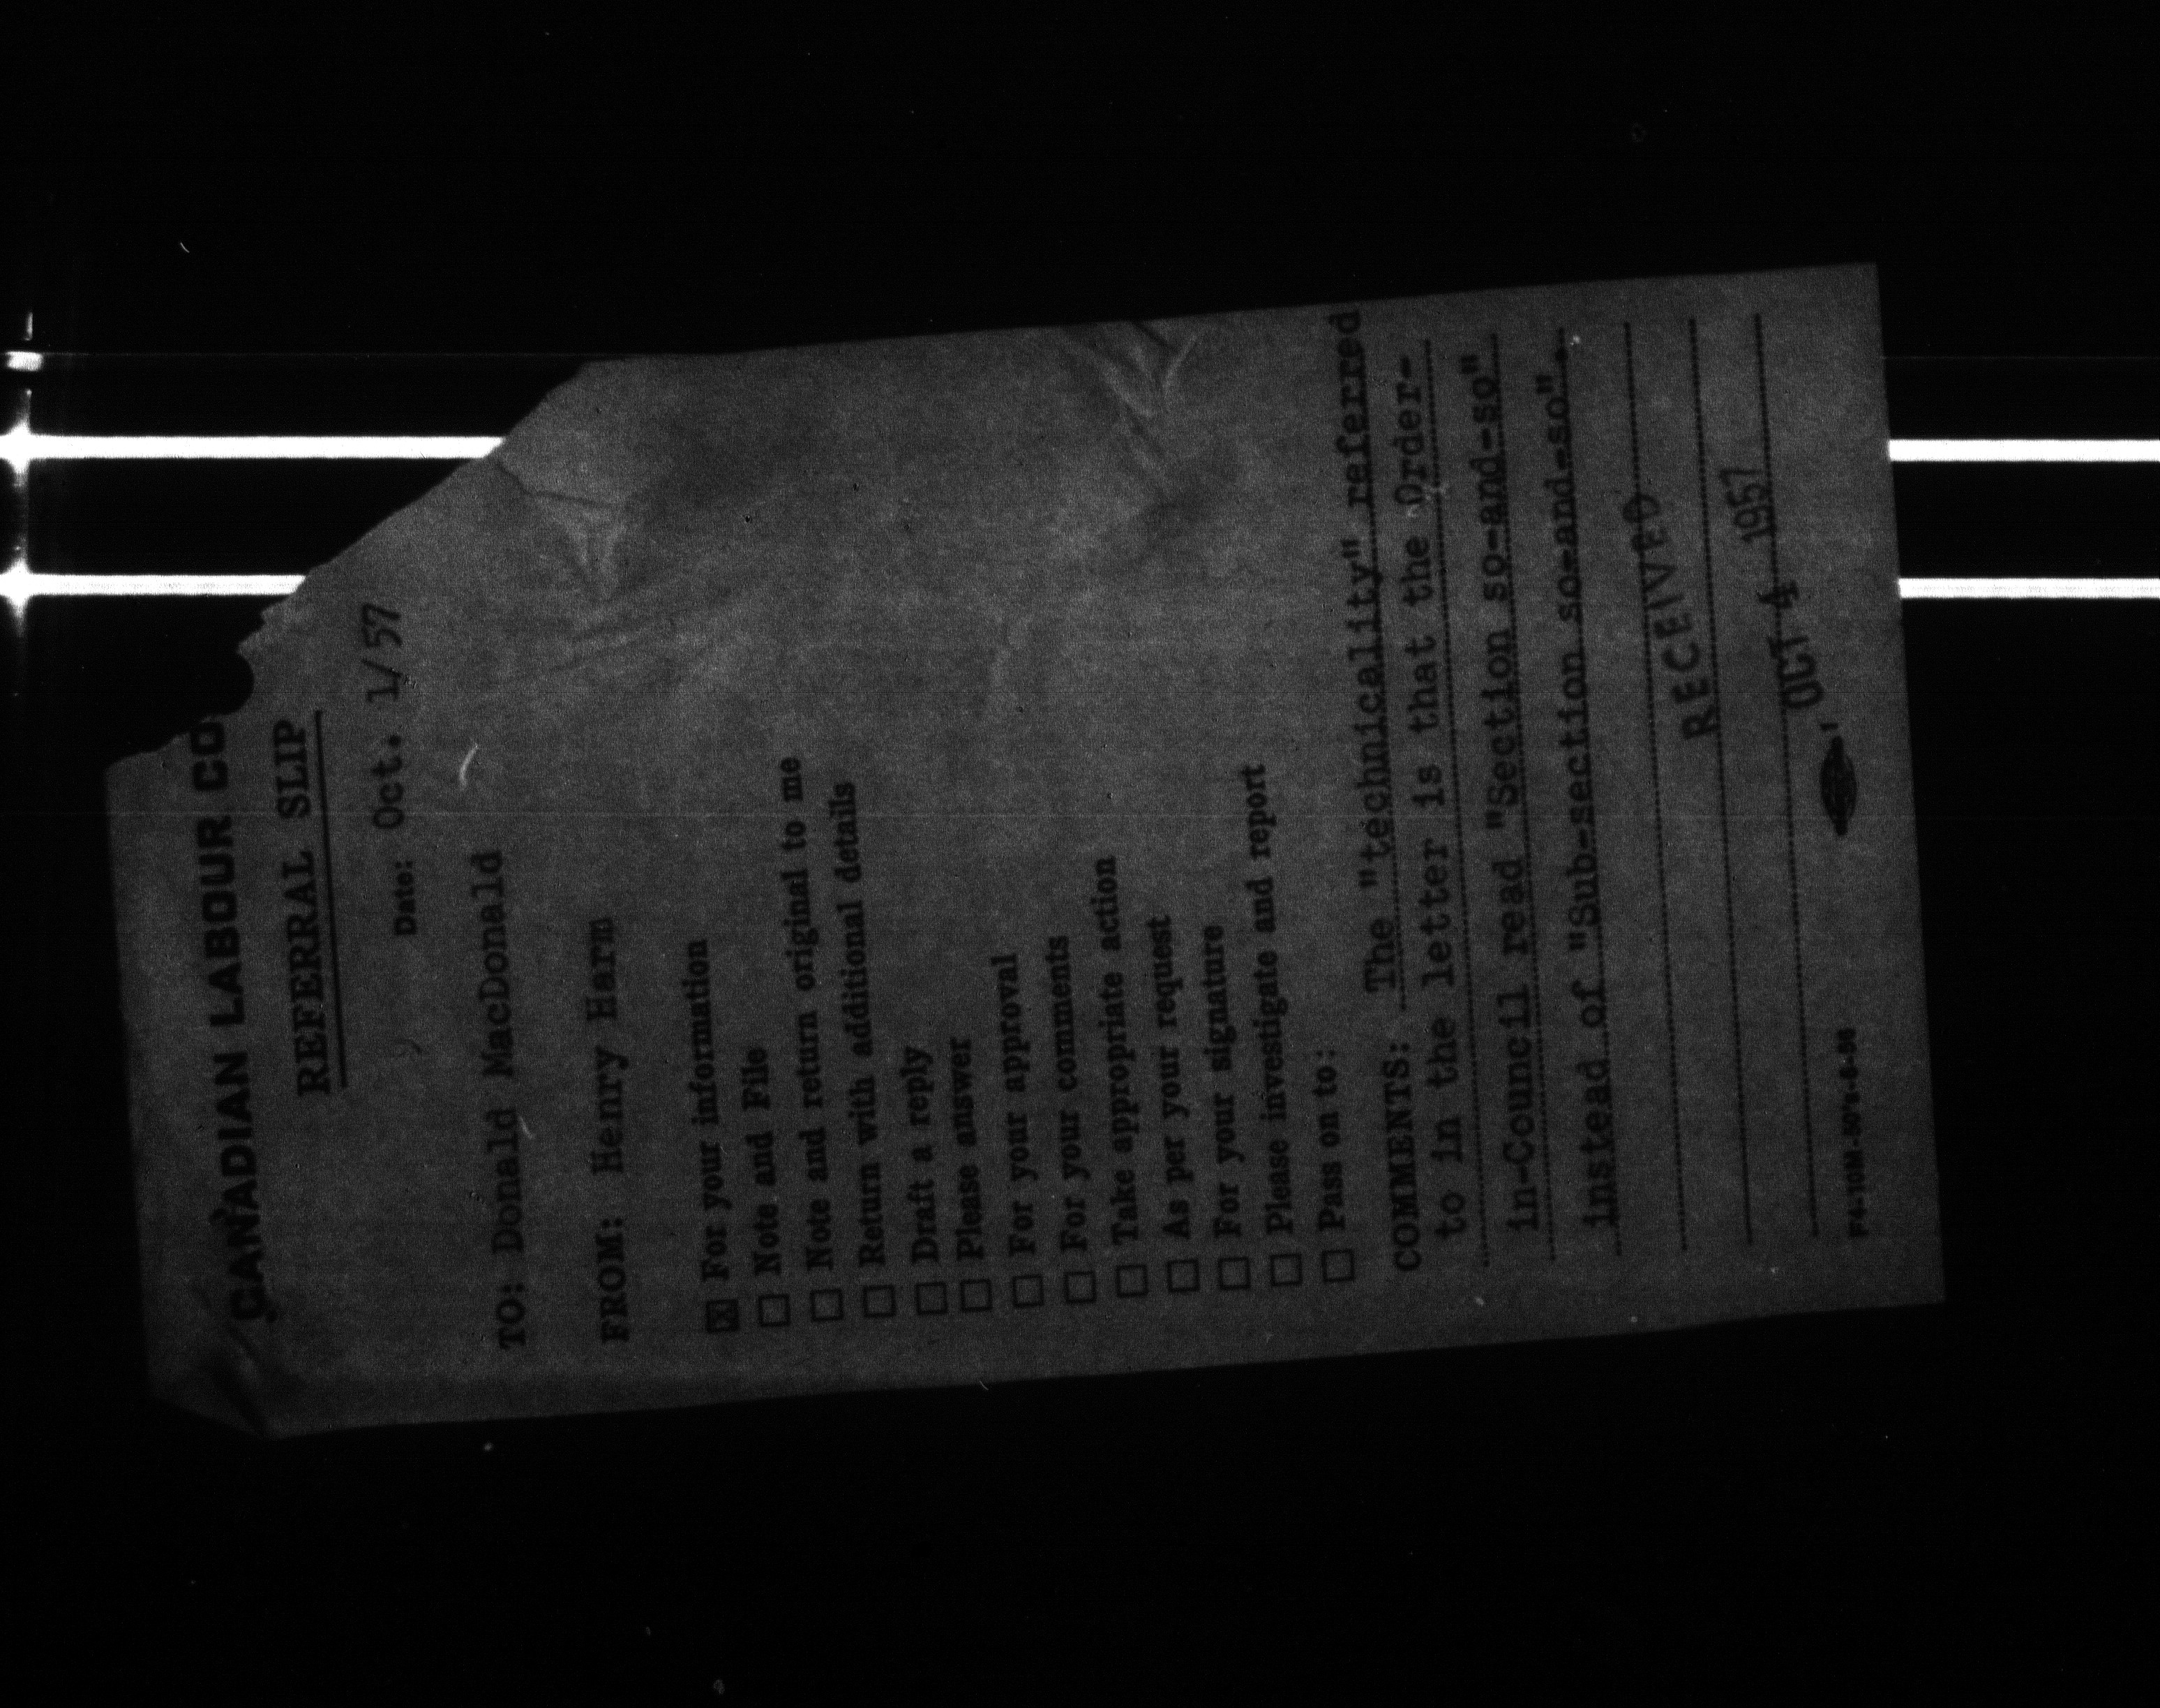 CANADIAN LABOUR CO
REFERRAL SLIP
Date: Oct. 1/57
TO: Donald MacDonald
FROM: Henry Harm
☒ For your information
☐ Note and File
☐ Note and return original to me
☐ Return with additional details
☐ Draft a reply
☐ Please answer
☐ For your approval
☐ For your comments
☐ Take appropriate action
☐ As per your request
☐ For your signature
☐ Please investigate and report
☐ Pass on to:
COMMENTS: The "technicality" referred
to in the letter is that the Order-
in-Council read "Section so-and-so"
instead of "Sub-section so-and-so".
RECEIVED
OCT 4 1957